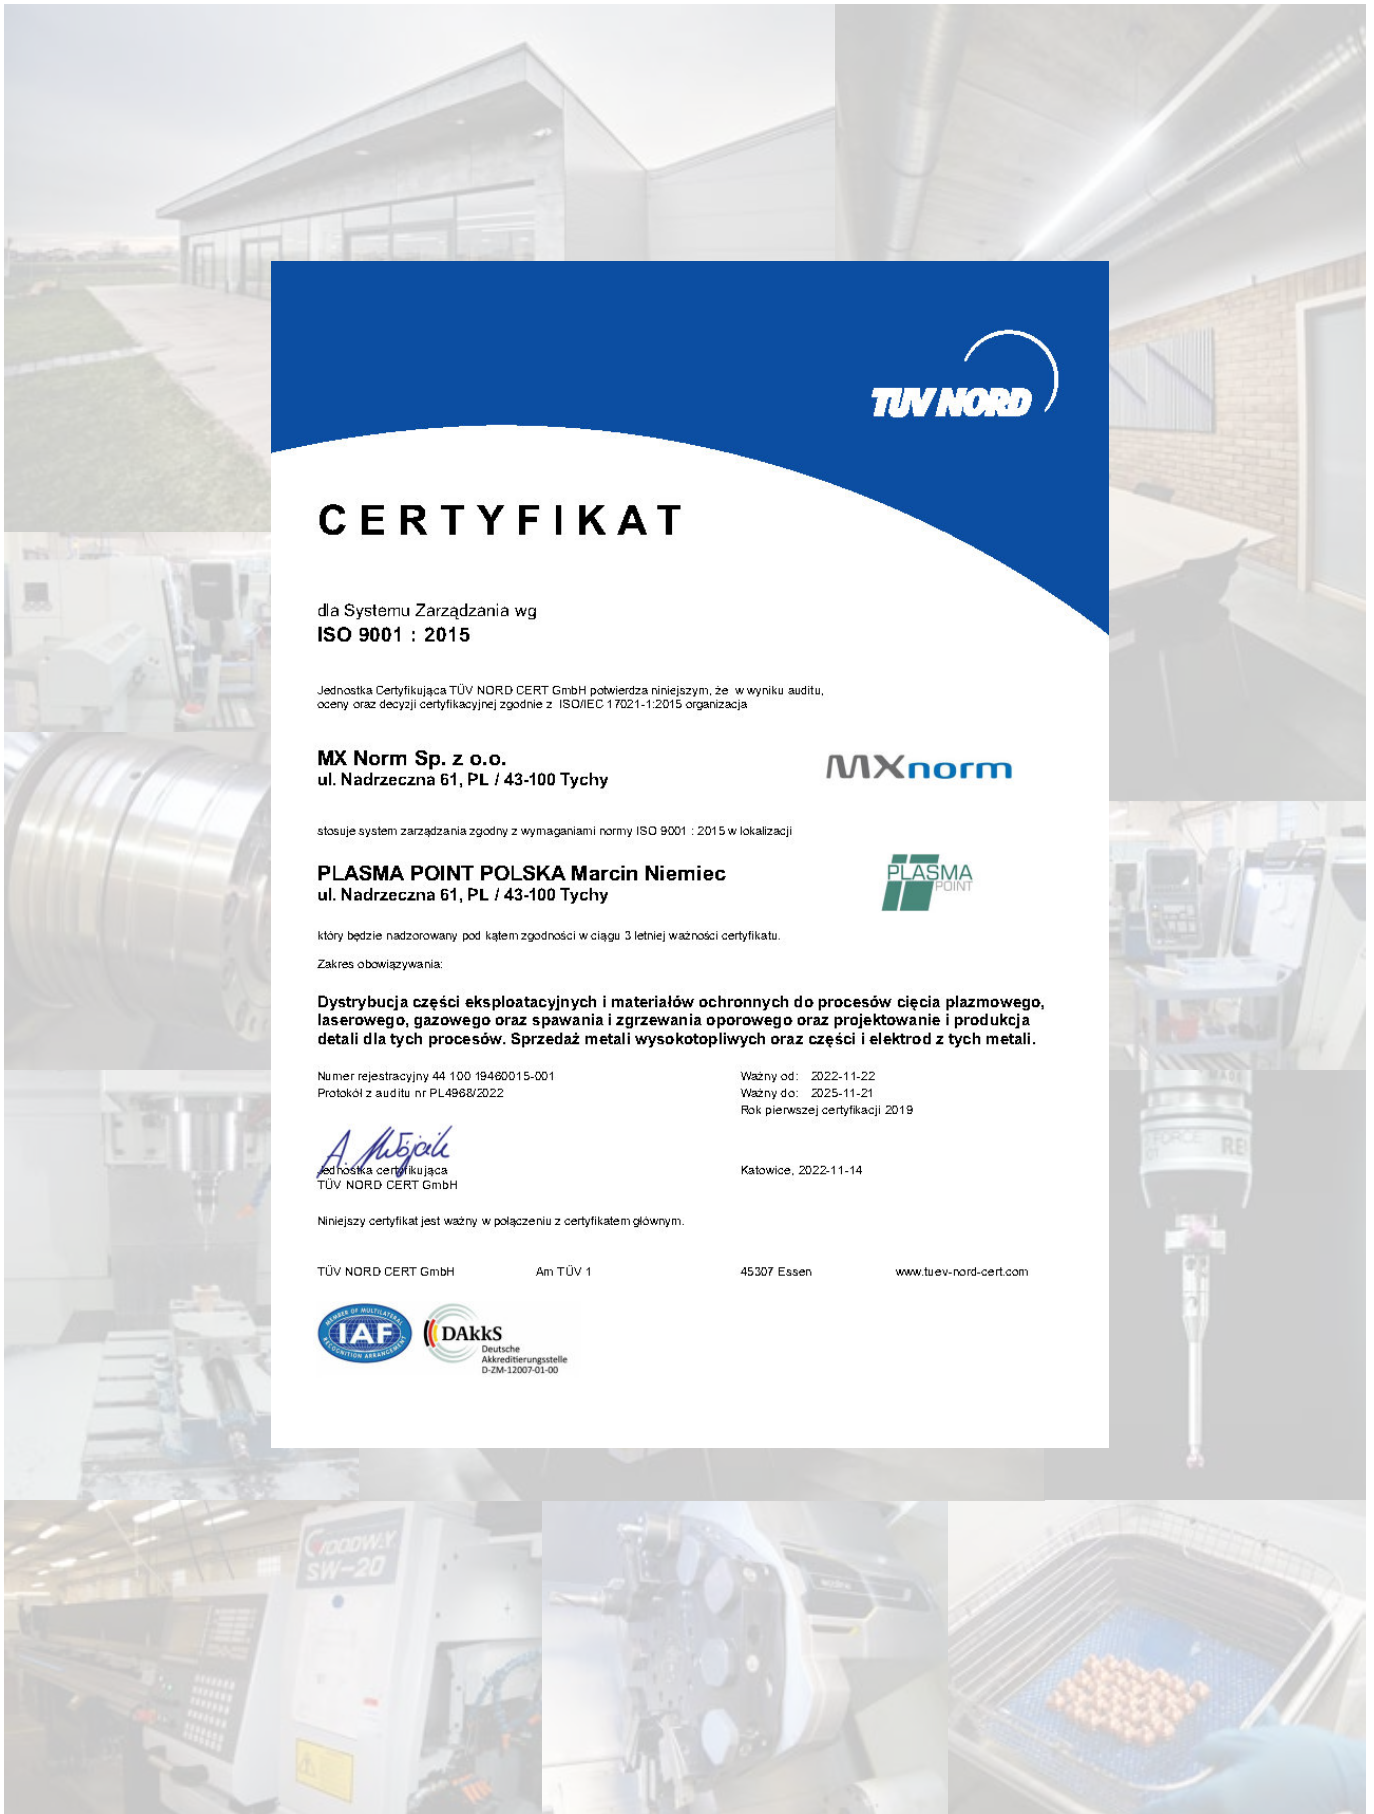 TUV NORD
CERTYFIKAT
dla Systemu Zarządzania wg
ISO 9001 : 2015
Jednostka Certyfikująca TÜV NORD CERT GmbH potwierdza niniejszym, że w wyniku auditu,
oceny oraz decyzji certyfikacyjnej zgodnie z ISO/IEC 17021-1:2015 organizacja
MX Norm Sp. z o.o.
ul. Nadrzeczna 61, PL / 43-100 Tychy
MXnorm
stosuje system zarządzania zgodny z wymaganiami normy ISO 9001 : 2015 w lokalizacji
PLASMA POINT POLSKA Marcin Niemiec
ul. Nadrzeczna 61, PL / 43-100 Tychy
PLASMA
POINT
który będzie nadzorowany pod kątem zgodności w ciągu 3 letniej ważności certyfikatu.
Zakres obowiązywania:
Dystrybucja części eksploatacyjnych i materiałów ochronnych do procesów cięcia plazmowego,
laserowego, gazowego oraz spawania i zgrzewania oporowego oraz projektowanie i produkcja
detali dla tych procesów. Sprzedaż metali wysokotopliwych oraz części i elektrod z tych metali.
Numer rejestracyjny 44 100 19460015-001
Protokół z auditu nr PL4968/2022
Ważny od: 2022-11-22
Ważny do: 2025-11-21
Rok pierwszej certyfikacji 2019
A. Wójcik
Jednostka certyfikująca
TÜV NORD CERT GmbH
Katowice, 2022-11-14
Niniejszy certyfikat jest ważny w połączeniu z certyfikatem głównym.
TÜV NORD CERT GmbH Am TÜV 1 45307 Essen www.tuev-nord-cert.com
MEMBER OF MULTILATERAL
IAF
RECOGNITION ARRANGEMENT
DAkkS
Deutsche
Akkreditierungsstelle
D-ZM-12007-01-00
GOODWAY
SW-20